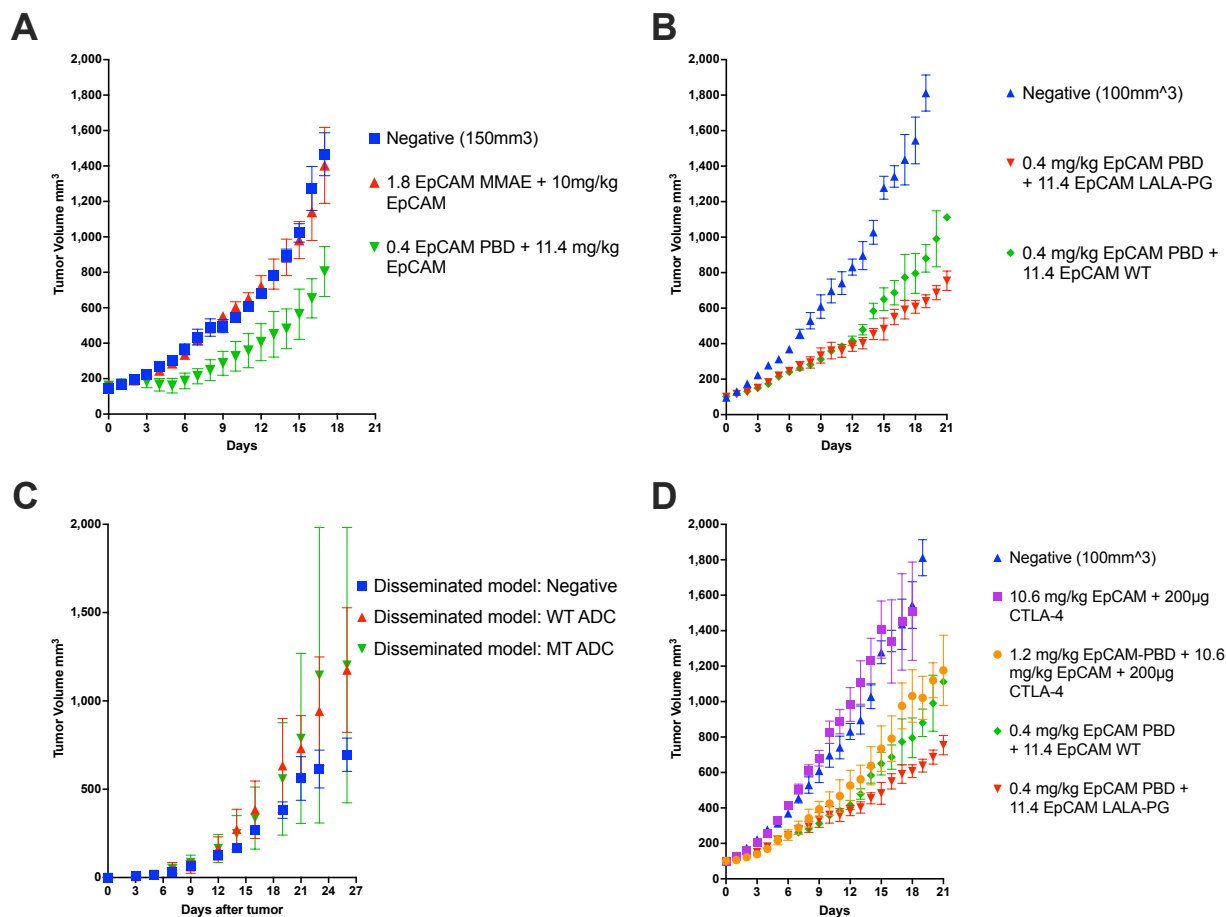 A
Tumor Volume mm³
2,000
1,800
1,600
1,400
1,200
1,000
800
600
400
200
0
0 3 6 9 12 15 18 21
Days
Negative (150mm3)
1.8 EpCAM MMAE + 10mg/kg
EpCAM
0.4 EpCAM PBD + 11.4 mg/kg
EpCAM
B
Tumor Volume mm³
2,000
1,800
1,600
1,400
1,200
1,000
800
600
400
200
0
0 3 6 9 12 15 18 21
Days
Negative (100mm^3)
0.4 mg/kg EpCAM PBD
+ 11.4 EpCAM LALA-PG
0.4 mg/kg EpCAM PBD +
11.4 EpCAM WT
C
Tumor Volume mm³
2,000
1,500
1,000
500
0
0 3 6 9 12 15 18 21 24 27
Days after tumor
Disseminated model: Negative
Disseminated model: WT ADC
Disseminated model: MT ADC
D
Tumor Volume mm³
2,000
1,800
1,600
1,400
1,200
1,000
800
600
400
200
0
0 3 6 9 12 15 18 21
Days
Negative (100mm^3)
10.6 mg/kg EpCAM + 200µg
CTLA-4
1.2 mg/kg EpCAM-PBD + 10.6
mg/kg EpCAM + 200µg
CTLA-4
0.4 mg/kg EpCAM PBD
+ 11.4 EpCAM WT
0.4 mg/kg EpCAM PBD +
11.4 EpCAM LALA-PG